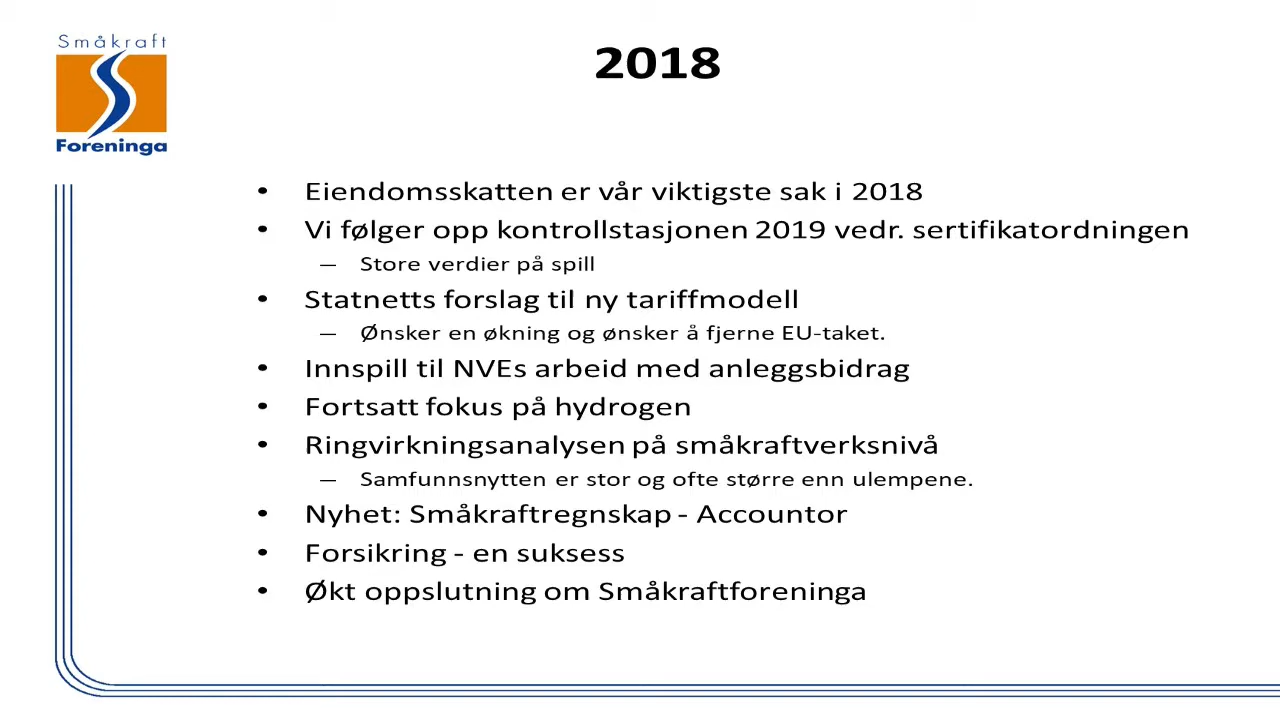 Småkraft
Foreninga
2018
• Eiendomsskatten er vår viktigste sak i 2018
• Vi følger opp kontrollstasjonen 2019 vedr. sertifikatordningen
– Store verdier på spill
• Statnetts forslag til ny tariffmodell
– Ønsker en økning og ønsker å fjerne EU-taket.
• Innspill til NVEs arbeid med anleggsbidrag
• Fortsatt fokus på hydrogen
• Ringvirkningsanalysen på småkraftverksnivå
– Samfunnsnytten er stor og ofte større enn ulempene.
• Nyhet: Småkraftregnskap - Accountor
• Forsikring - en suksess
• Økt oppslutning om Småkraftforeninga